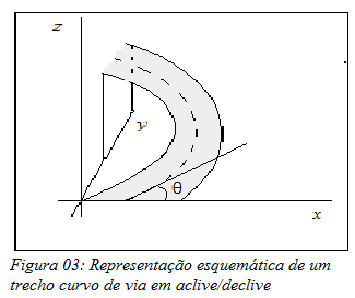 z
y
θ
x
Figura 03: Representação esquemática de um
trecho curvo de via em aclive/declive